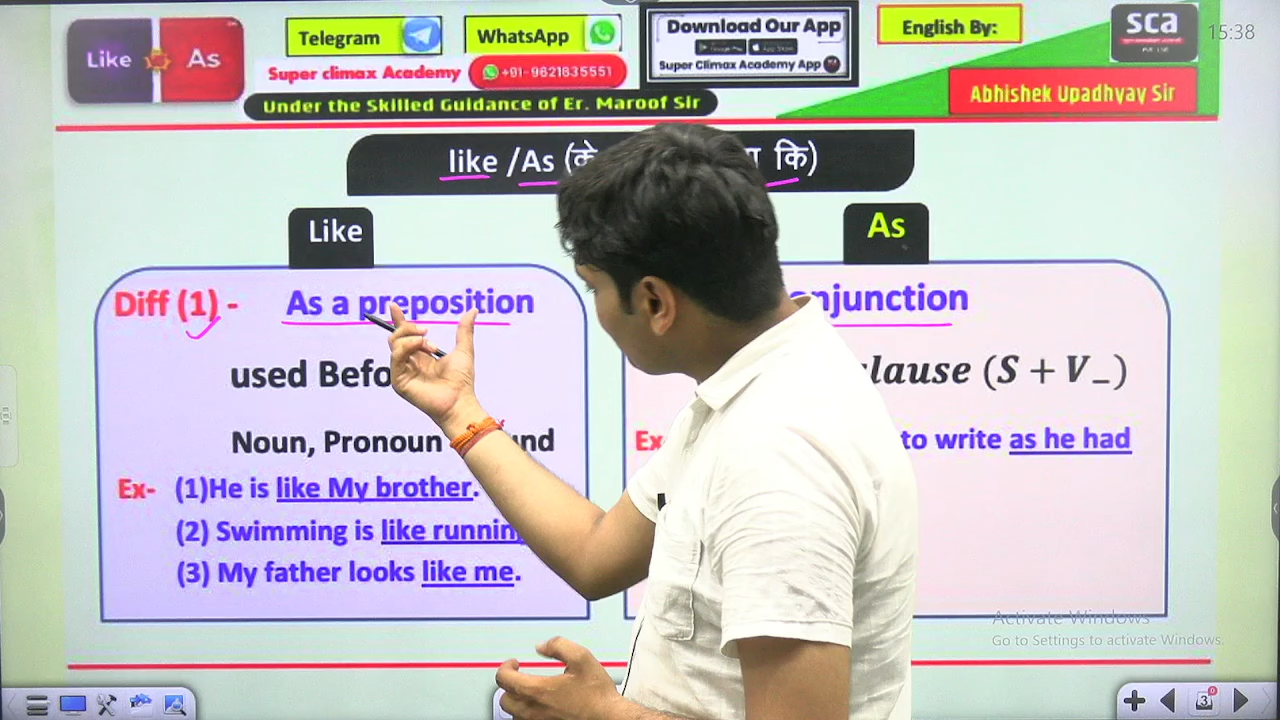 Like As
Telegram
WhatsApp
Super climax Academy
+91-9621635551
Under the Skilled Guidance of Er. Maroof Sir
Download Our App
Super Climax Academy App
English By:
sca
Abhishek Upadhyay Sir
15:38
like /As (के कि)
Like
Diff (1) - As a preposition
used Befo
Noun, Pronoun und
Ex- (1)He is like My brother.
(2) Swimming is like runnin
(3) My father looks like me.
As
onjunction
clause (S + V_)
Ex to write as he had
Activate Windows
Go to Settings to activate Windows.
3